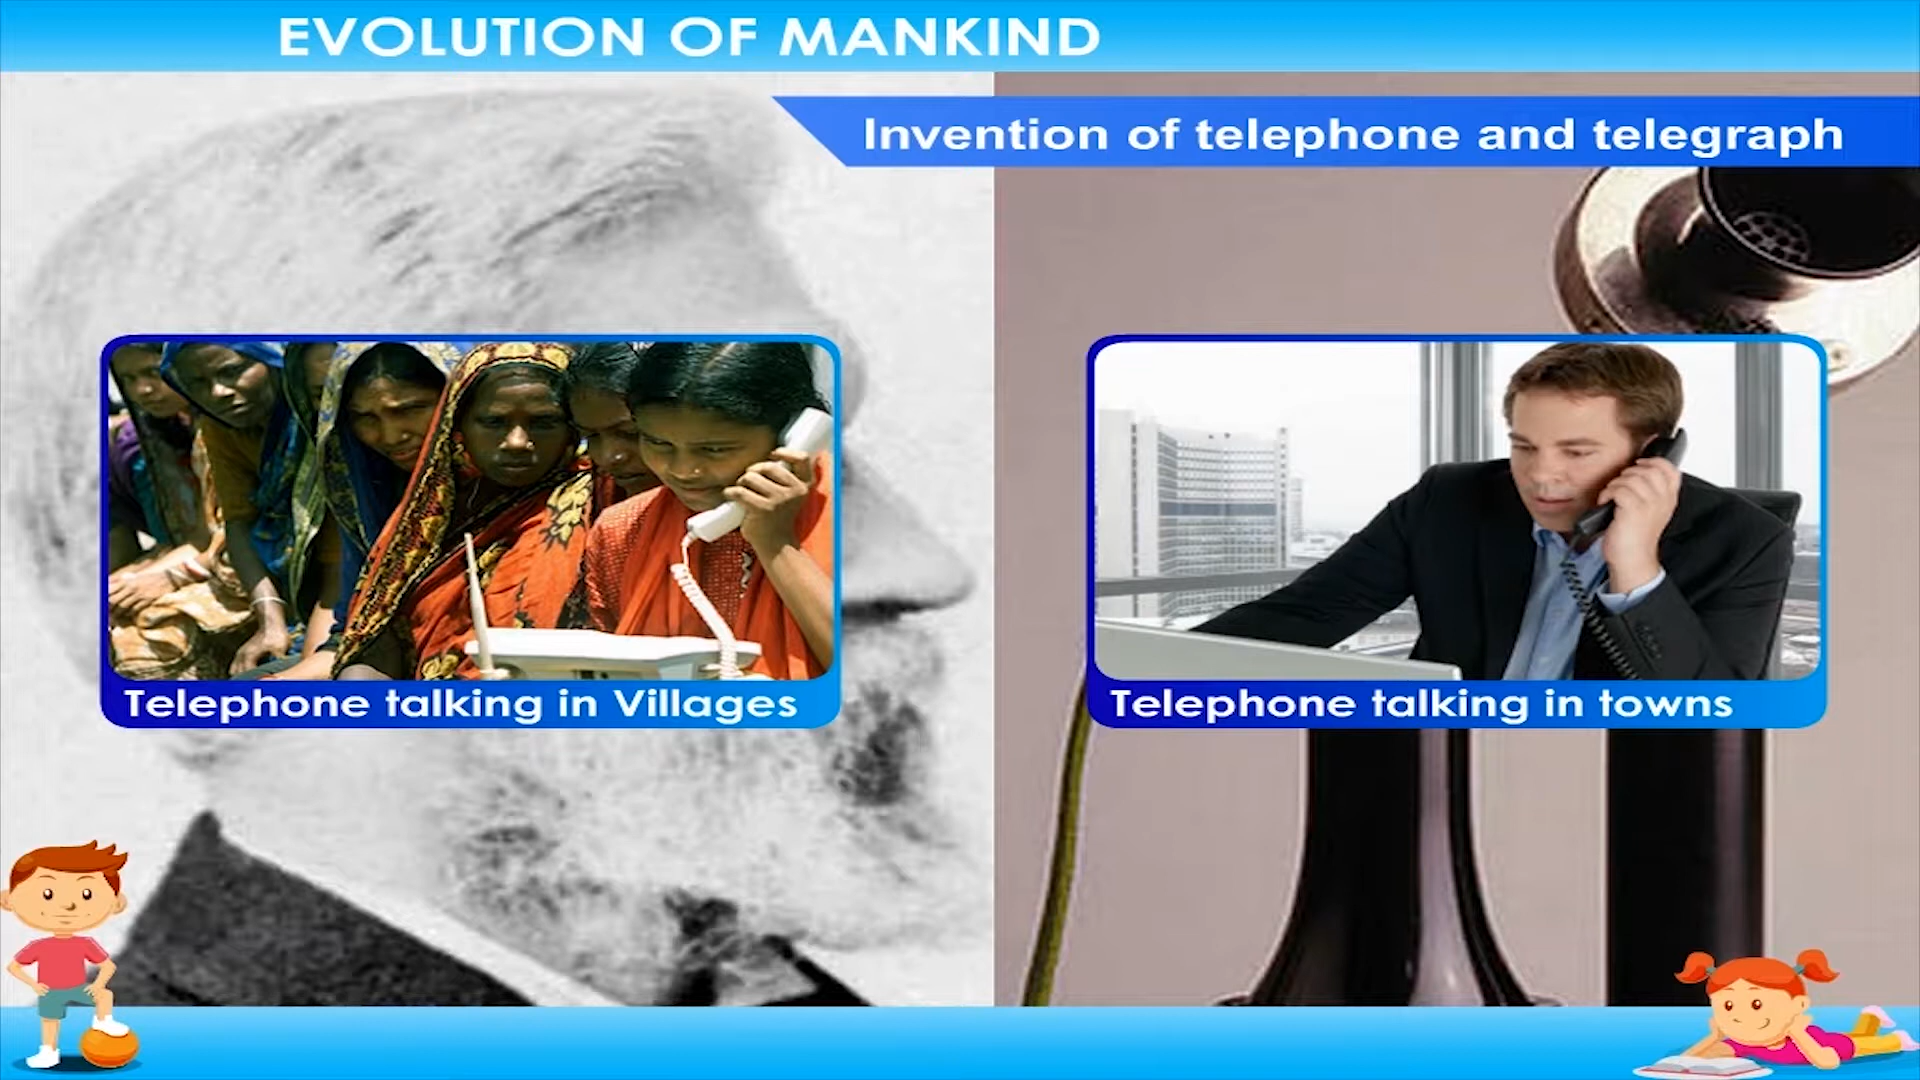 EVOLUTION OF MANKIND
Invention of telephone and telegraph
Telephone talking in Villages
Telephone talking in towns